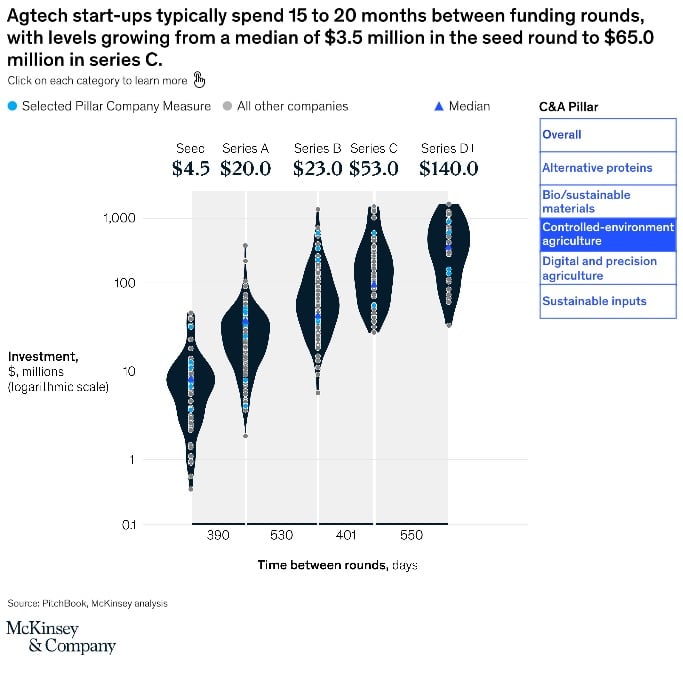 Agtech start-ups typically spend 15 to 20 months between funding rounds,
with levels growing from a median of $3.5 million in the seed round to $65.0
million in series C.
Click on each category to learn more
Selected Pillar Company Measure
All other companies
Median
C&A Pillar
Overall
Alternative proteins
Bio/sustainable
materials
Controlled-environment
agriculture
Digital and precision
agriculture
Sustainable inputs
Seed Series A Series B Series C Series D+
$4.5 $20.0 $23.0 $53.0 $140.0
1,000
100
Investment,
$, millions
(logarithmic scale)
10
1
0.1
390 530 401 550
Time between rounds, days
Source: PitchBook, McKinsey analysis
McKinsey
& Company